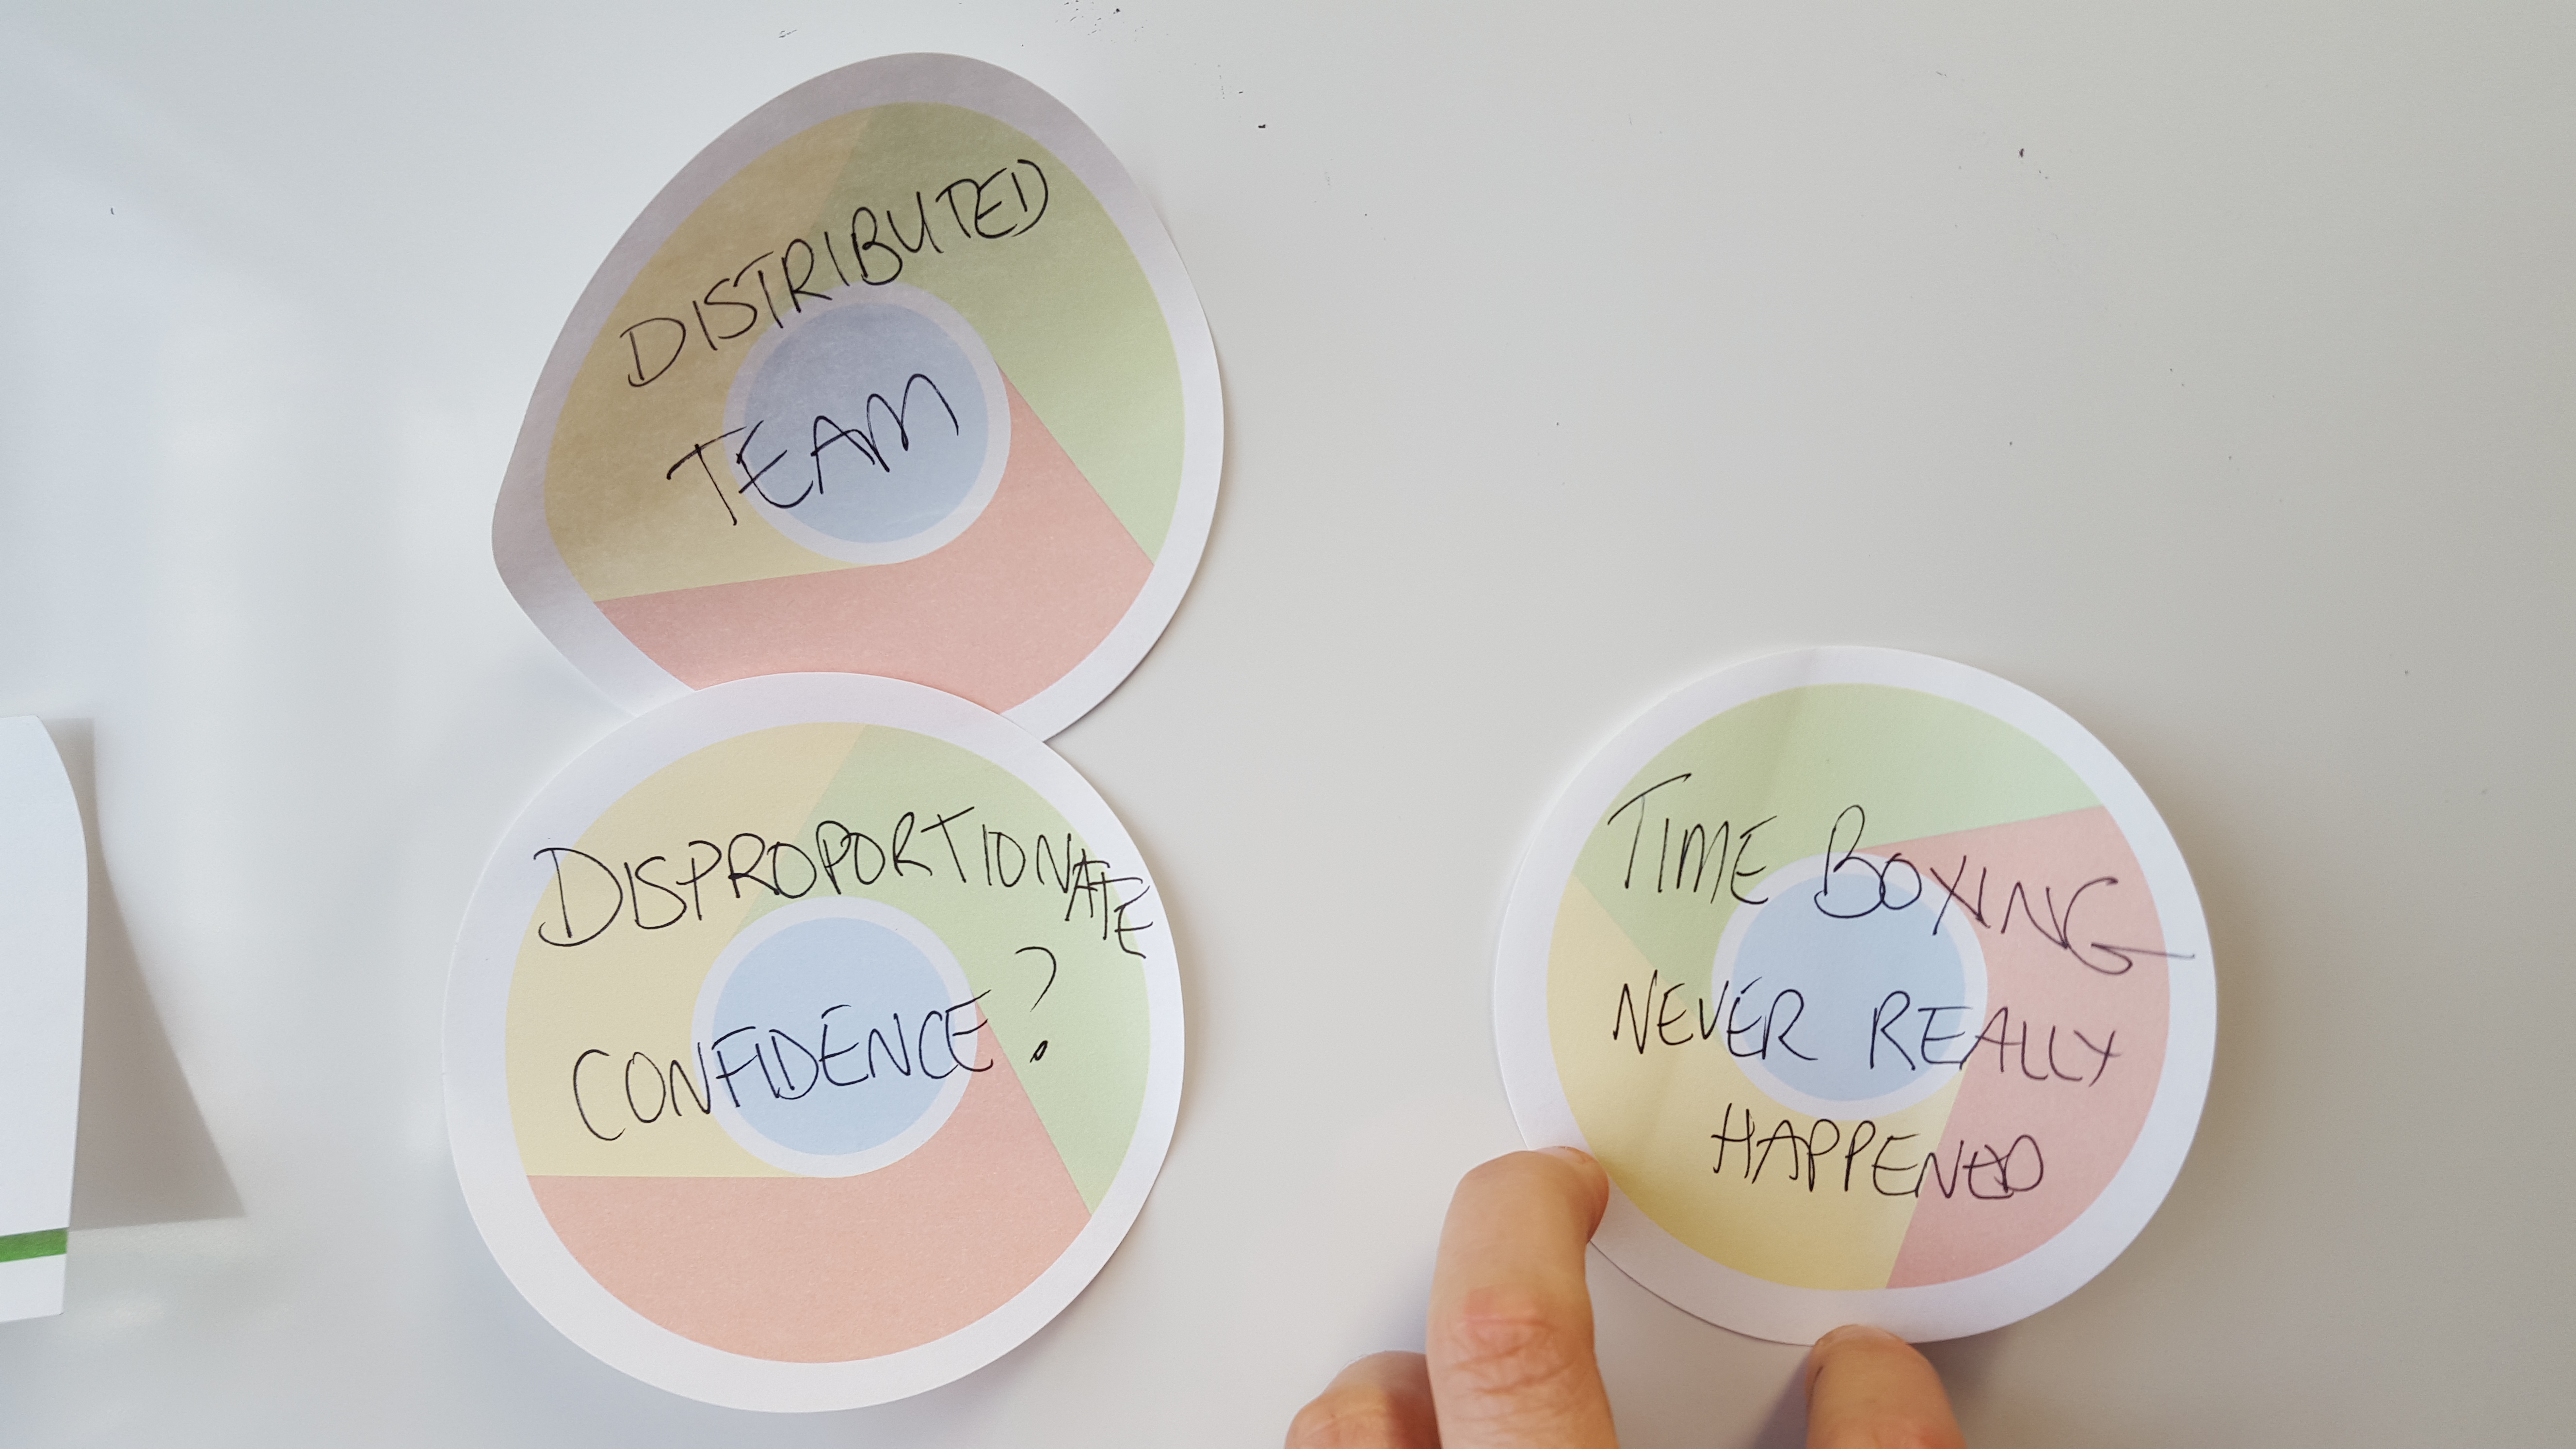 DISTRIBUTED
TEAM
DISPROPORTIONATE
CONFIDENCE?
TIME BOXING
NEVER REALLY
HAPPENED